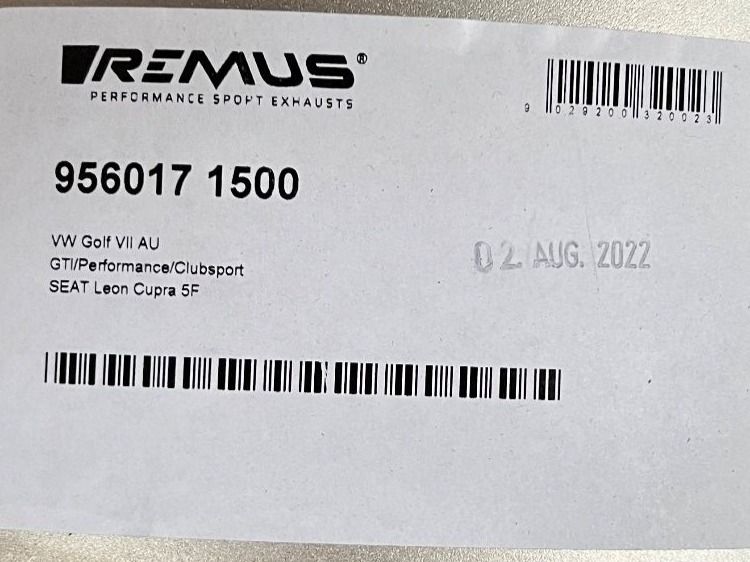 REMUS®
PERFORMANCE SPORT EXHAUSTS
9 029200 320023
956017 1500
VW Golf VII AU
GTI/Performance/Clubsport
SEAT Leon Cupra 5F
02 AUG. 2022